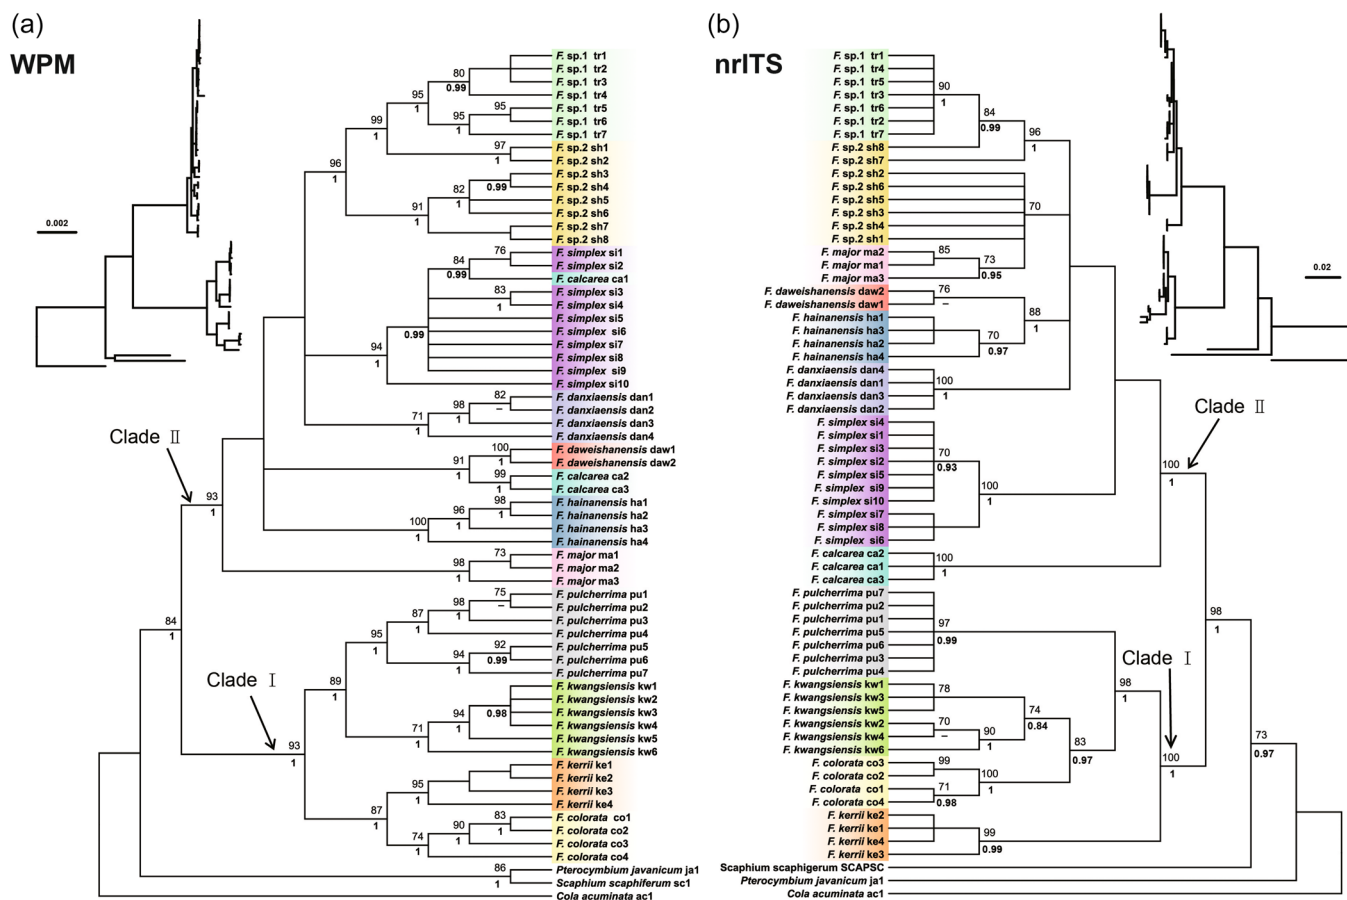 (a)
WPM
0.002
F. sp.1 tr1
F. sp.1 tr2
F. sp.1 tr3
F. sp.1 tr4
F. sp.1 tr5
F. sp.1 tr6
F. sp.1 tr7
F. sp.2 sh1
F. sp.2 sh2
F. sp.2 sh3
F. sp.2 sh4
F. sp.2 sh5
F. sp.2 sh6
F. sp.2 sh7
F. sp.2 sh8
F. simplex si1
F. simplex si2
F. calcarea ca1
F. simplex si3
F. simplex si4
F. simplex si5
F. simplex si6
F. simplex si7
F. simplex si8
F. simplex si9
F. simplex si10
F. danxiaensis dan1
F. danxiaensis dan2
F. danxiaensis dan3
F. danxiaensis dan4
F. daweishanensis daw1
F. daweishanensis daw2
F. calcarea ca2
F. calcarea ca3
F. hainanensis ha1
F. hainanensis ha2
F. hainanensis ha3
F. hainanensis ha4
F. major ma1
F. major ma2
F. major ma3
F. pulcherrima pu1
F. pulcherrima pu2
F. pulcherrima pu3
F. pulcherrima pu4
F. pulcherrima pu5
F. pulcherrima pu6
F. pulcherrima pu7
F. kwangsiensis kw1
F. kwangsiensis kw2
F. kwangsiensis kw3
F. kwangsiensis kw4
F. kwangsiensis kw5
F. kwangsiensis kw6
F. kerrii ke1
F. kerrii ke2
F. kerrii ke3
F. kerrii ke4
F. colorata co1
F. colorata co2
F. colorata co3
F. colorata co4
Pterocymbium javanicum ja1
Scaphium scaphiferum sc1
Cola acuminata ac1
80
0.99
95
1
95
95
1
99
1
97
1
96
1
0.99
82
1
91
1
76
84
0.99
83
1
0.99
94
1
82
–
98
1
71
1
Clade Ⅱ
93
1
100
1
91
1
99
1
98
1
96
1
100
1
73
98
1
84
1
75
–
98
1
87
1
95
1
92
0.99
94
1
89
1
0.98
94
1
71
1
Clade Ⅰ
93
1
95
1
87
1
83
1
90
1
74
1
86
1
(b)
nrITS
0.02
F. sp.1 tr1
F. sp.1 tr4
F. sp.1 tr5
F. sp.1 tr3
F. sp.1 tr6
F. sp.1 tr2
F. sp.1 tr7
F. sp.2 sh8
F. sp.2 sh7
F. sp.2 sh2
F. sp.2 sh6
F. sp.2 sh5
F. sp.2 sh3
F. sp.2 sh4
F. sp.2 sh1
F. major ma2
F. major ma1
F. major ma3
F. daweishanensis daw2
F. daweishanensis daw1
F. hainanensis ha1
F. hainanensis ha3
F. hainanensis ha2
F. hainanensis ha4
F. danxiaensis dan4
F. danxiaensis dan1
F. danxiaensis dan3
F. danxiaensis dan2
F. simplex si4
F. simplex si1
F. simplex si3
F. simplex si2
F. simplex si5
F. simplex si9
F. simplex si10
F. simplex si7
F. simplex si8
F. simplex si6
F. calcarea ca2
F. calcarea ca1
F. calcarea ca3
F. pulcherrima pu7
F. pulcherrima pu2
F. pulcherrima pu1
F. pulcherrima pu5
F. pulcherrima pu6
F. pulcherrima pu3
F. pulcherrima pu4
F. kwangsiensis kw1
F. kwangsiensis kw3
F. kwangsiensis kw5
F. kwangsiensis kw2
F. kwangsiensis kw4
F. kwangsiensis kw6
F. colorata co3
F. colorata co2
F. colorata co1
F. colorata co4
F. kerrii ke2
F. kerrii ke1
F. kerrii ke4
F. kerrii ke3
Scaphium scaphigerum SCAPSC
Pterocymbium javanicum ja1
Cola acuminata ac1
90
1
84
0.99
96
1
70
85
73
0.95
76
–
88
1
70
0.97
100
1
70
0.93
100
1
Clade Ⅱ
100
1
100
1
97
0.99
98
1
Clade Ⅰ
98
1
78
74
0.84
70
–
90
1
83
0.97
99
100
1
71
0.98
100
1
73
0.97
99
0.99